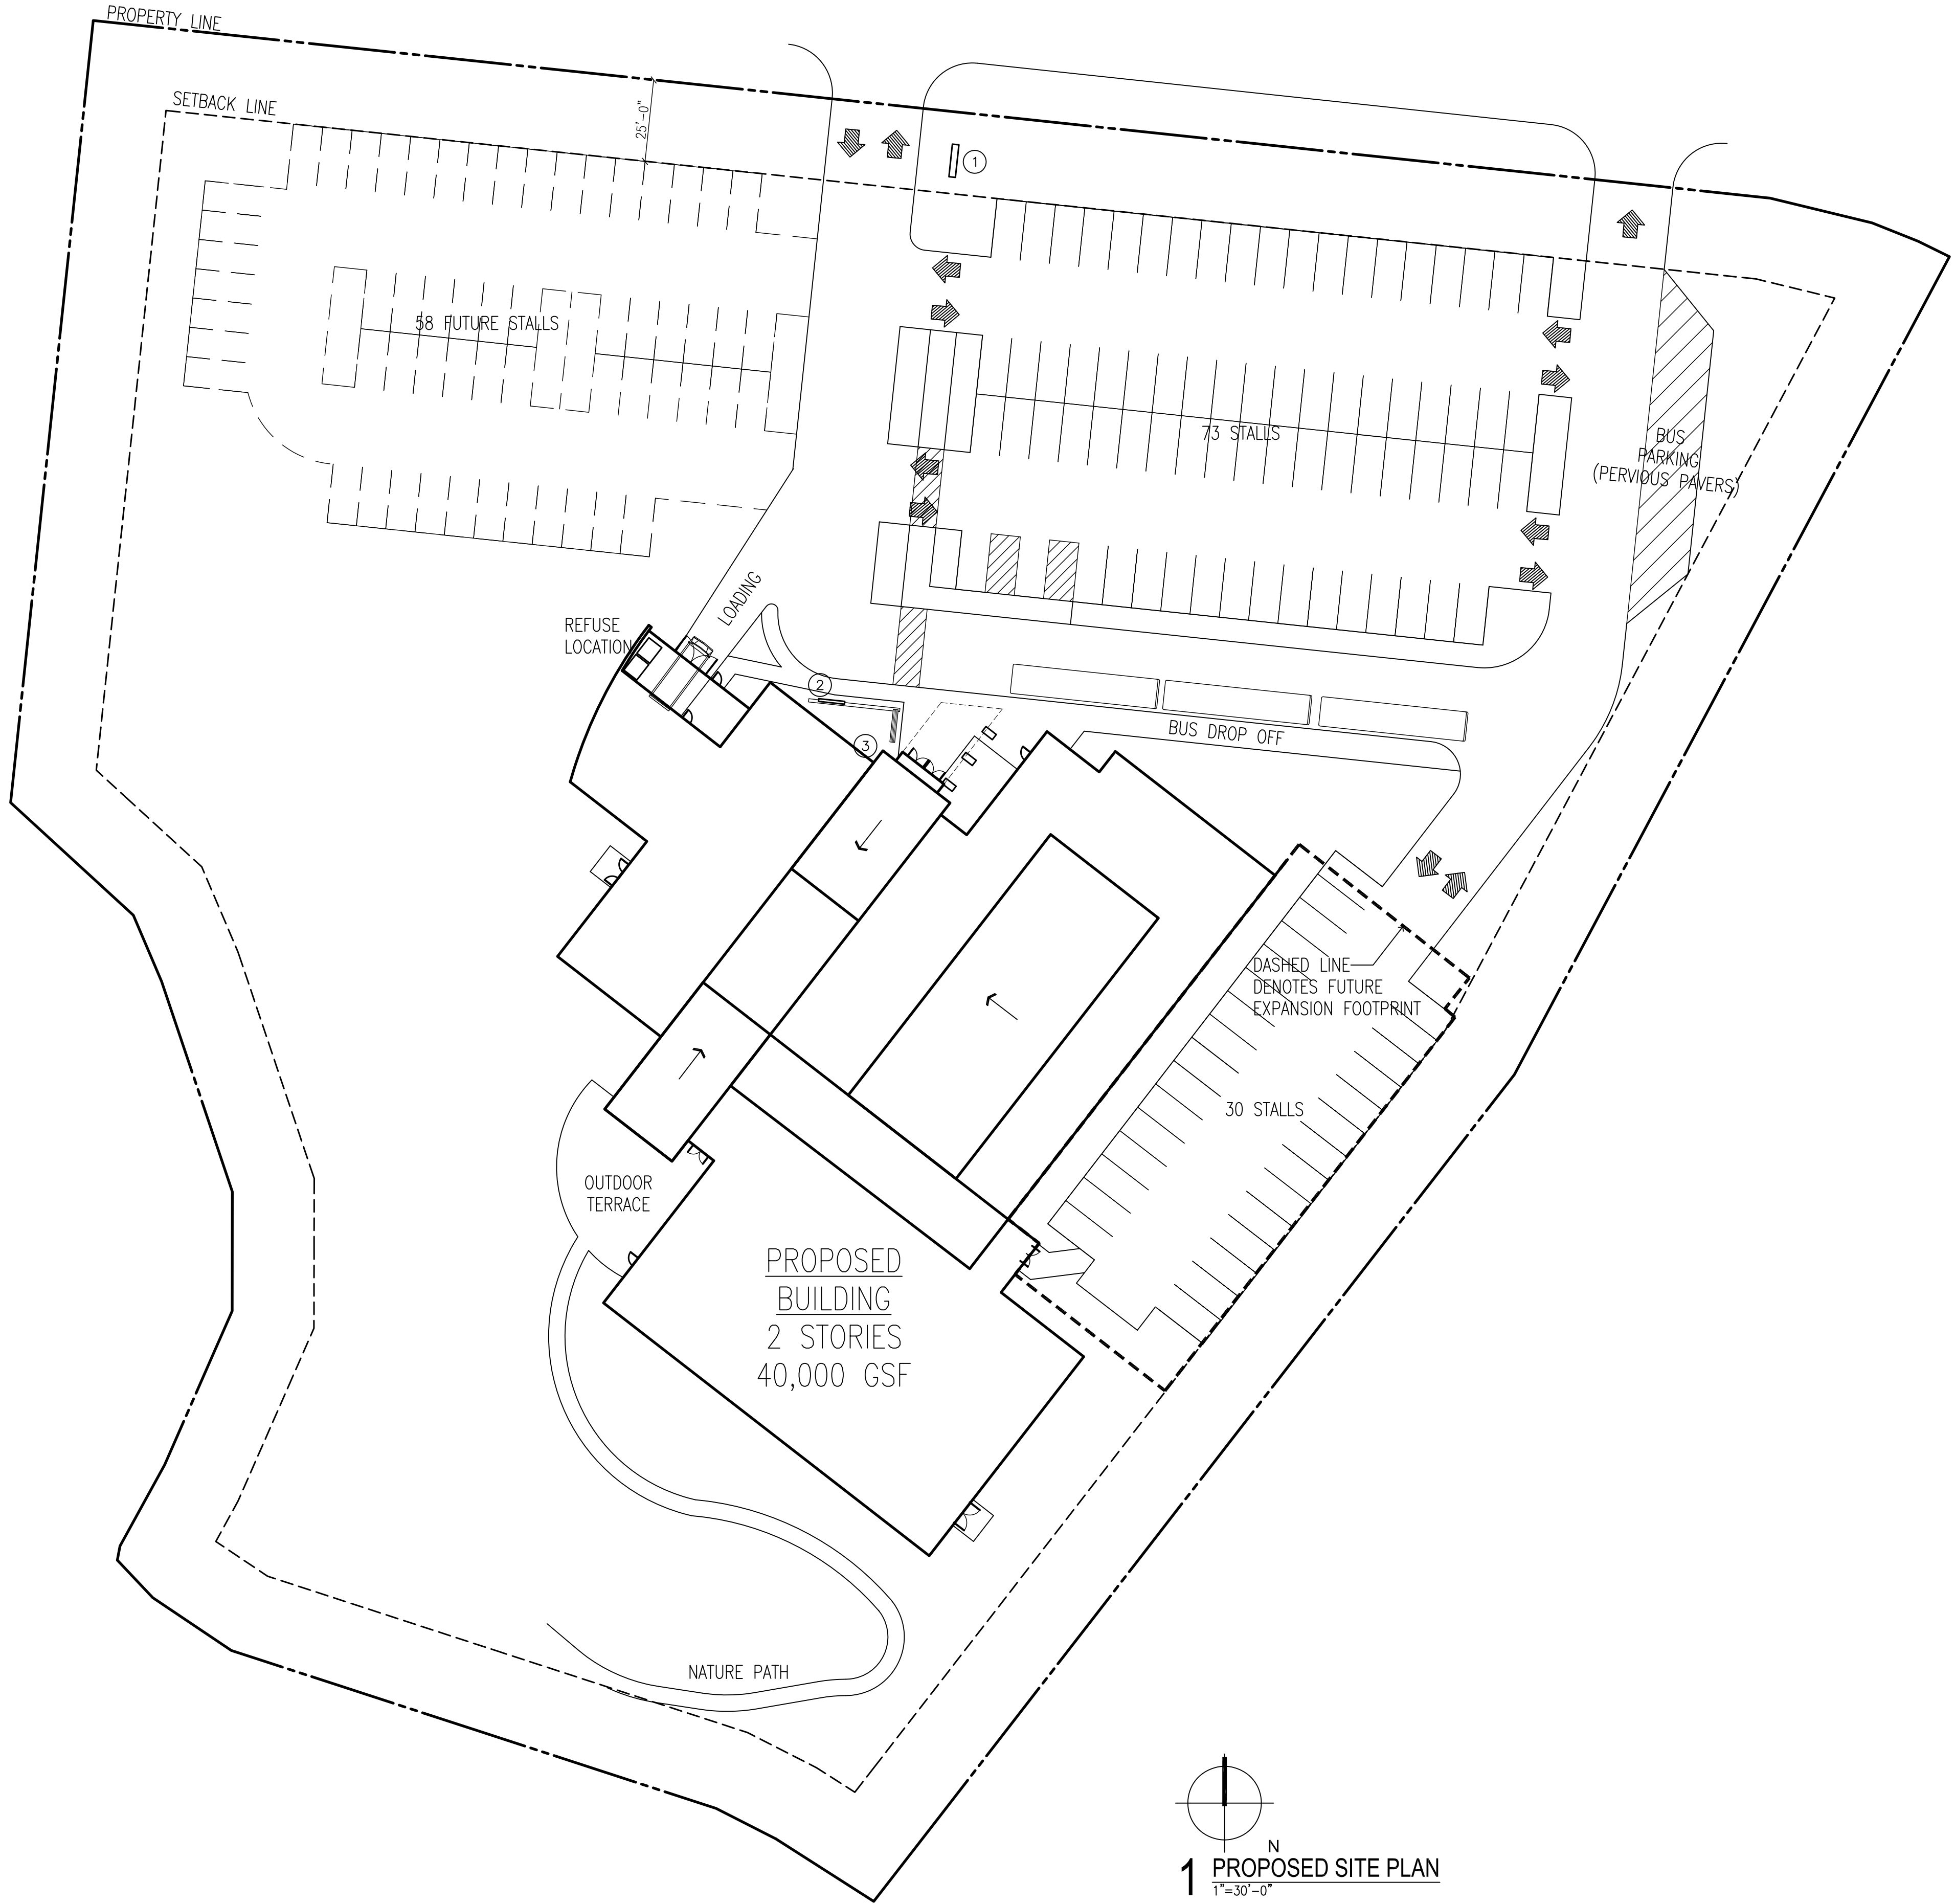 PROPERTY LINE
SETBACK LINE
25'-0"
1
58 FUTURE STALLS
73 STALLS
BUS
PARKING
(PERVIOUS PAVERS)
LOADING
REFUSE
LOCATION
2
3
BUS DROP OFF
DASHED LINE
DENOTES FUTURE
EXPANSION FOOTPRINT
30 STALLS
OUTDOOR
TERRACE
PROPOSED
BUILDING
2 STORIES
40,000 GSF
NATURE PATH
N
1 PROPOSED SITE PLAN
1"=30'-0"